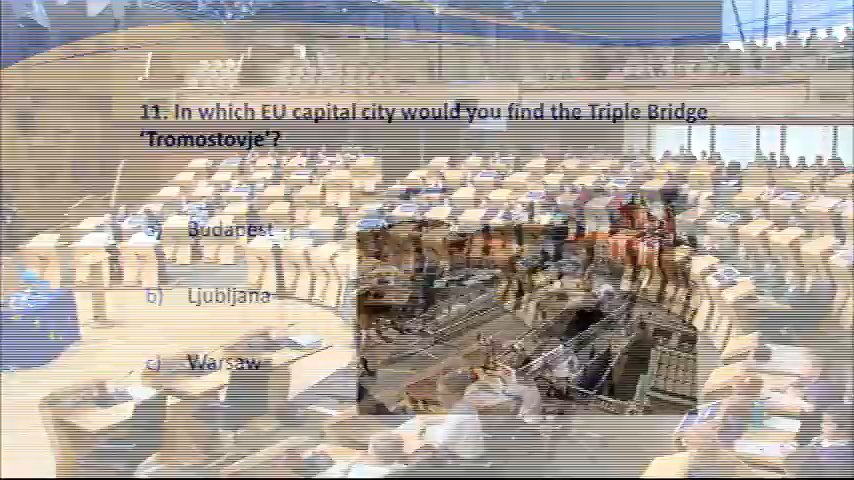 11. In which EU capital city would you find the Triple Bridge
‘Tromostovje’?
a) Budapest
b) Ljubljana
c) Warsaw